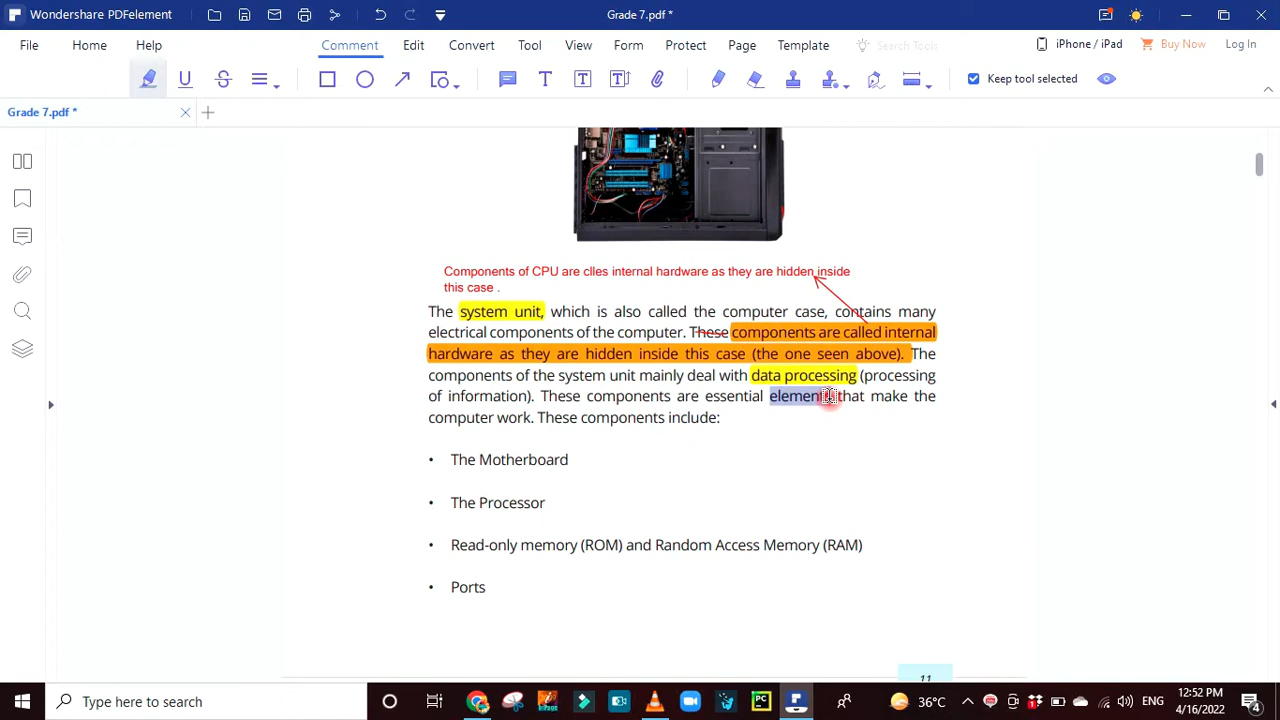 Wondershare PDFelement
Grade 7.pdf *
File Home Help Comment Edit Convert Tool View Form Protect Page Template Search Tools iPhone / iPad Buy Now Log In
Keep tool selected
Grade 7.pdf *
Components of CPU are clles internal hardware as they are hidden inside
this case .
The system unit, which is also called the computer case, contains many
electrical components of the computer. These components are called internal
hardware as they are hidden inside this case (the one seen above). The
components of the system unit mainly deal with data processing (processing
of information). These components are essential elements that make the
computer work. These components include:
• The Motherboard
• The Processor
• Read-only memory (ROM) and Random Access Memory (RAM)
• Ports
11
Type here to search
36°C
ENG
12:52 PM
4/16/2022
4